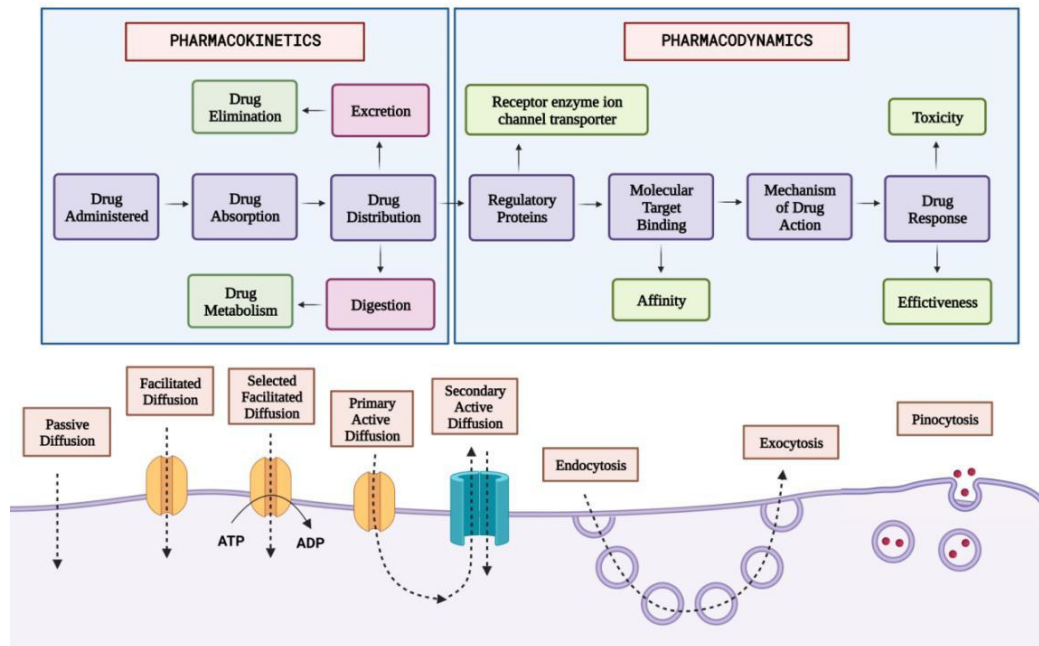 PHARMACOKINETICS
Drug
Elimination
Excretion
Drug
Administered
Drug
Absorption
Drug
Distribution
Drug
Metabolism
Digestion
PHARMACODYNAMICS
Receptor enzyme ion
channel transporter
Toxicity
Regulatory
Proteins
Molecular
Target
Binding
Mechanism
of Drug
Action
Drug
Response
Affinity
Effictiveness
Passive
Diffusion
Facilitated
Diffusion
Selected
Facilitated
Diffusion
Primary
Active
Diffusion
Secondary
Active
Diffusion
Endocytosis
Exocytosis
Pinocytosis
ATP
ADP